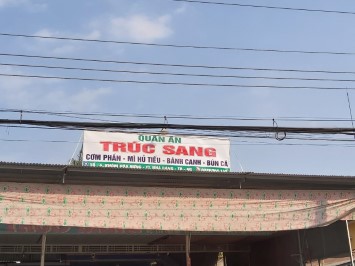 QUÁN ĂN
TRÚC SANG
CƠM PHẦN - MÌ HỦ TIẾU - BÁNH CANH - BÚN CÁ